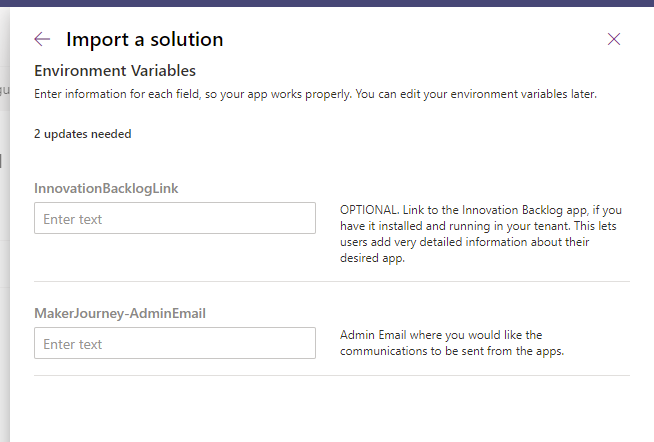 Import a solution
Environment Variables
Enter information for each field, so your app works properly. You can edit your environment variables later.
2 updates needed
InnovationBacklogLink
Enter text
OPTIONAL. Link to the Innovation Backlog app, if you
have it installed and running in your tenant. This lets
users add very detailed information about their
desired app.
MakerJourney-AdminEmail
Enter text
Admin Email where you would like the
communications to be sent from the apps.